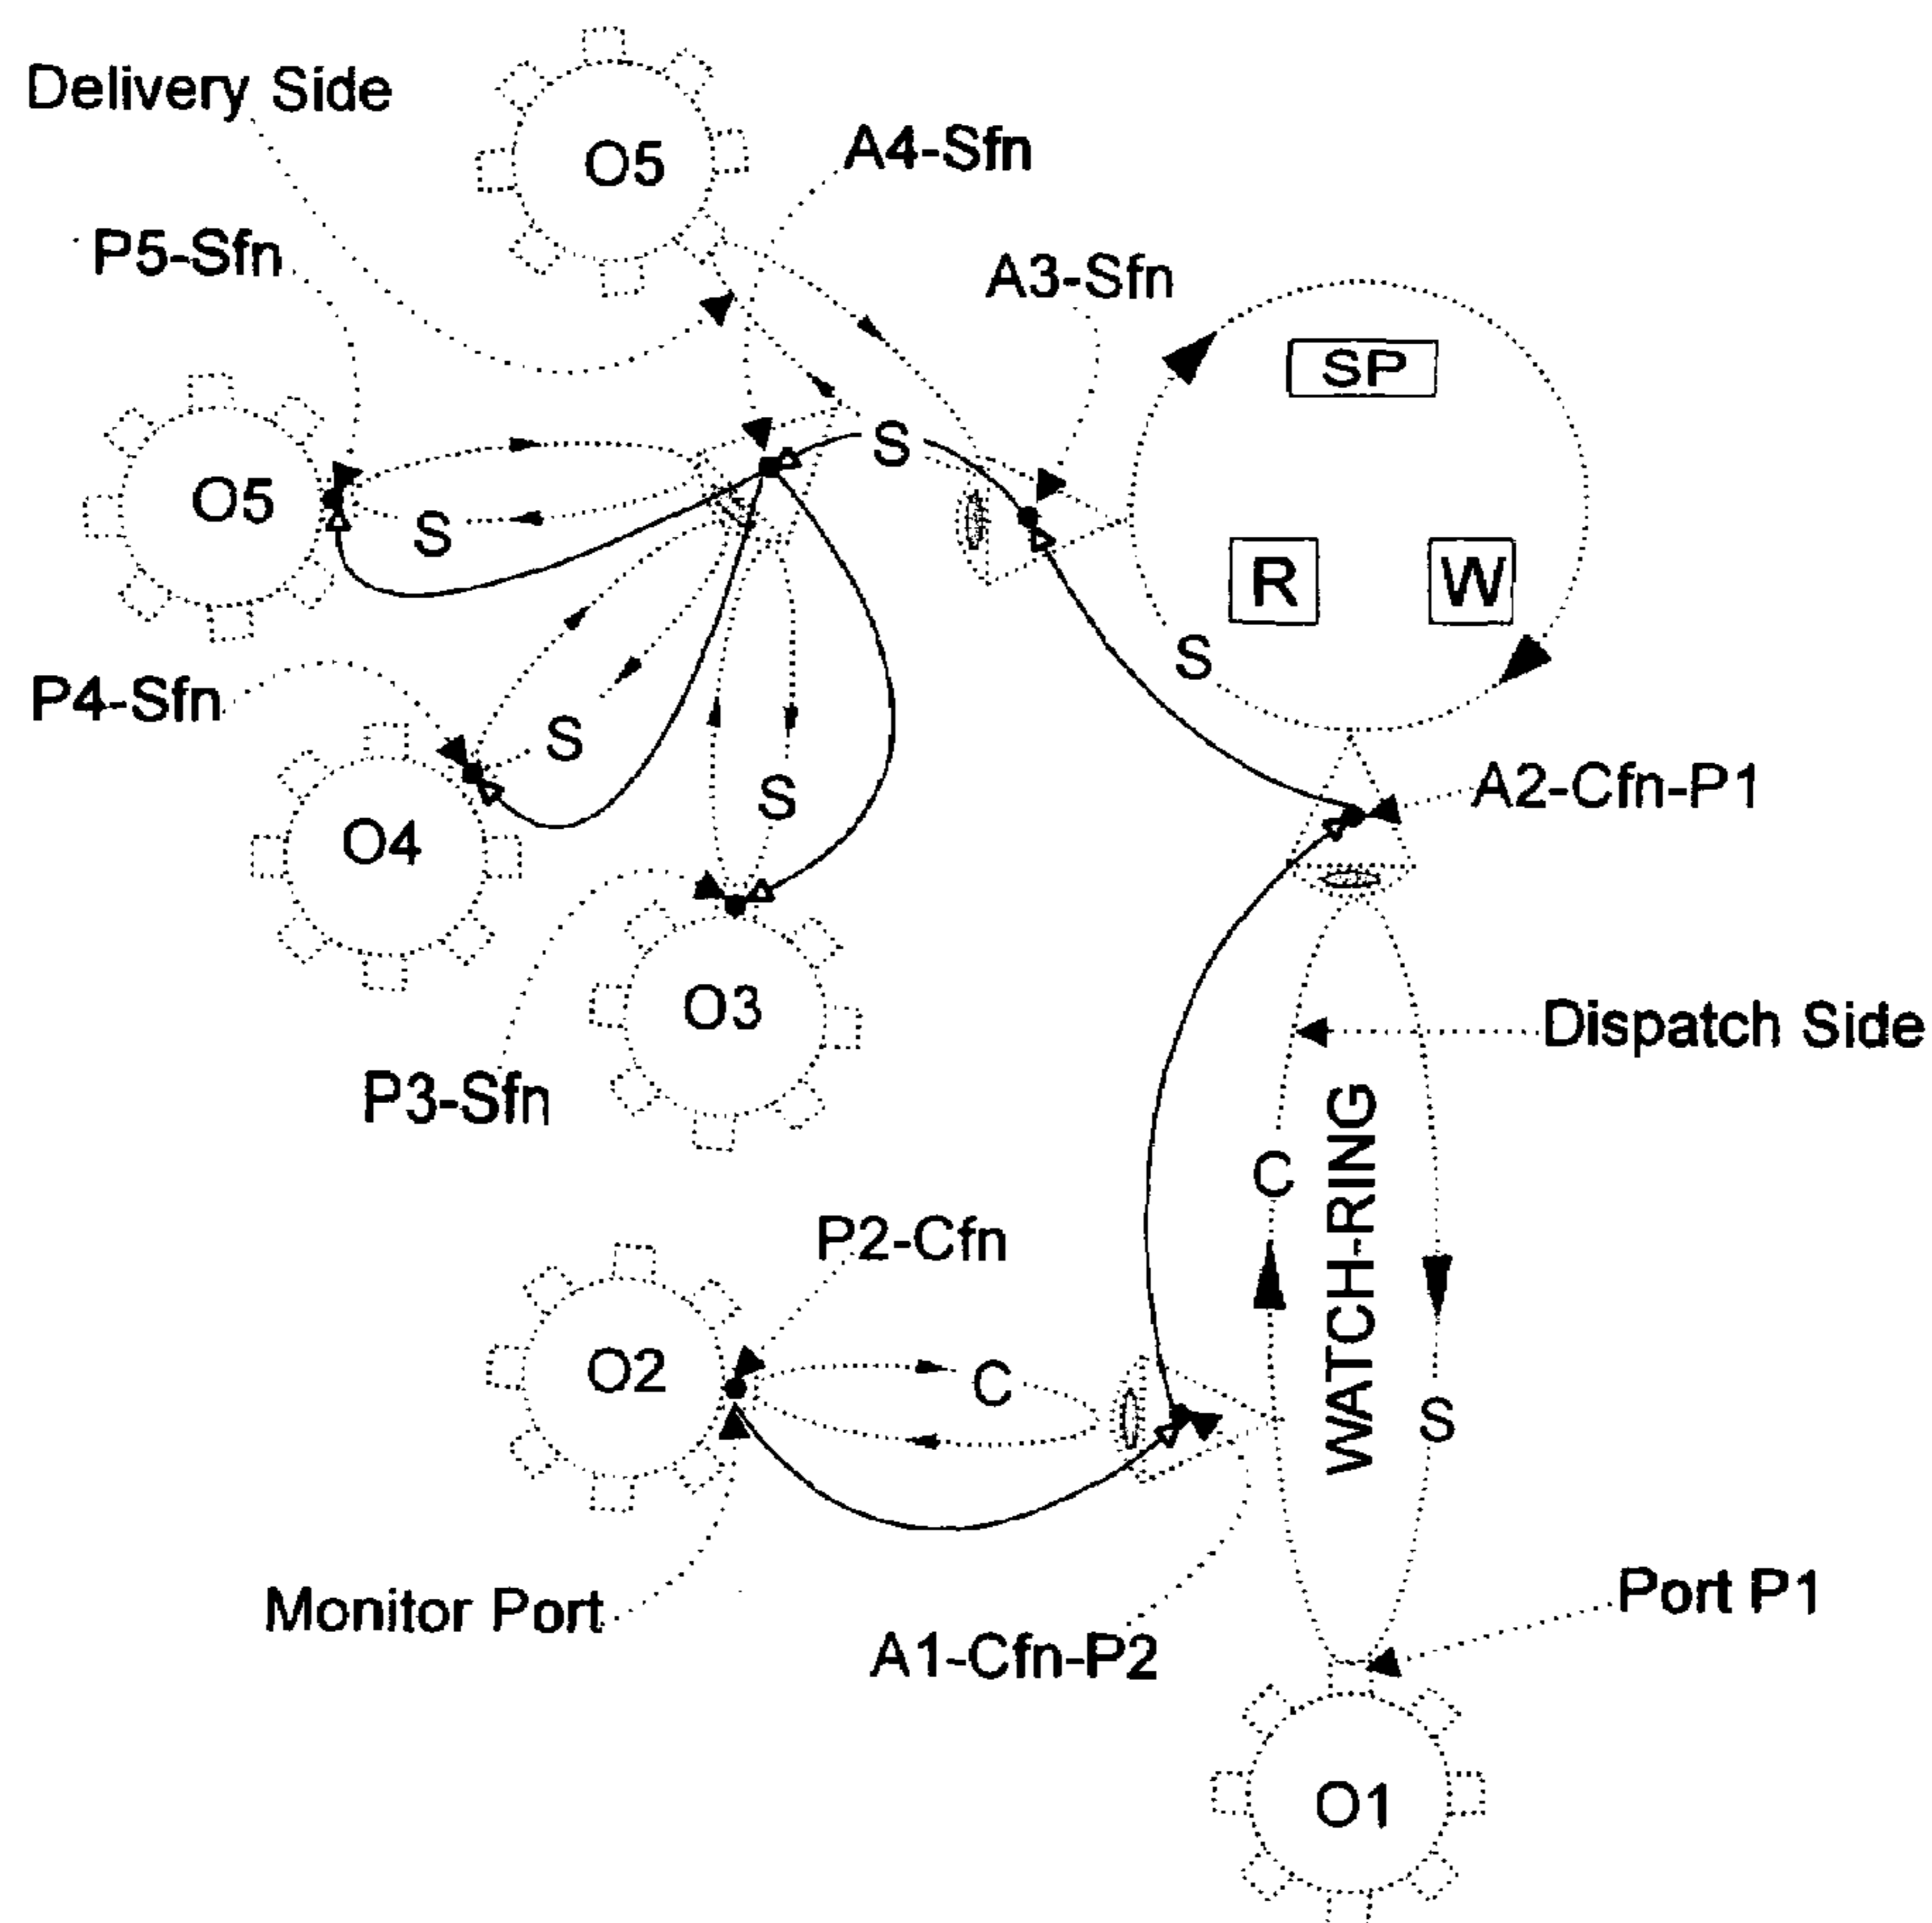 Delivery Side
O5
A4-Sfn
P5-Sfn
A3-Sfn
SP
S
O5
S
R
W
S
P4-Sfn
S
A2-Cfn-P1
S
O4
O3
Dispatch Side
P3-Sfn
C
WATCH-RING
P2-Cfn
O2
C
S
Monitor Port
Port P1
A1-Cfn-P2
O1